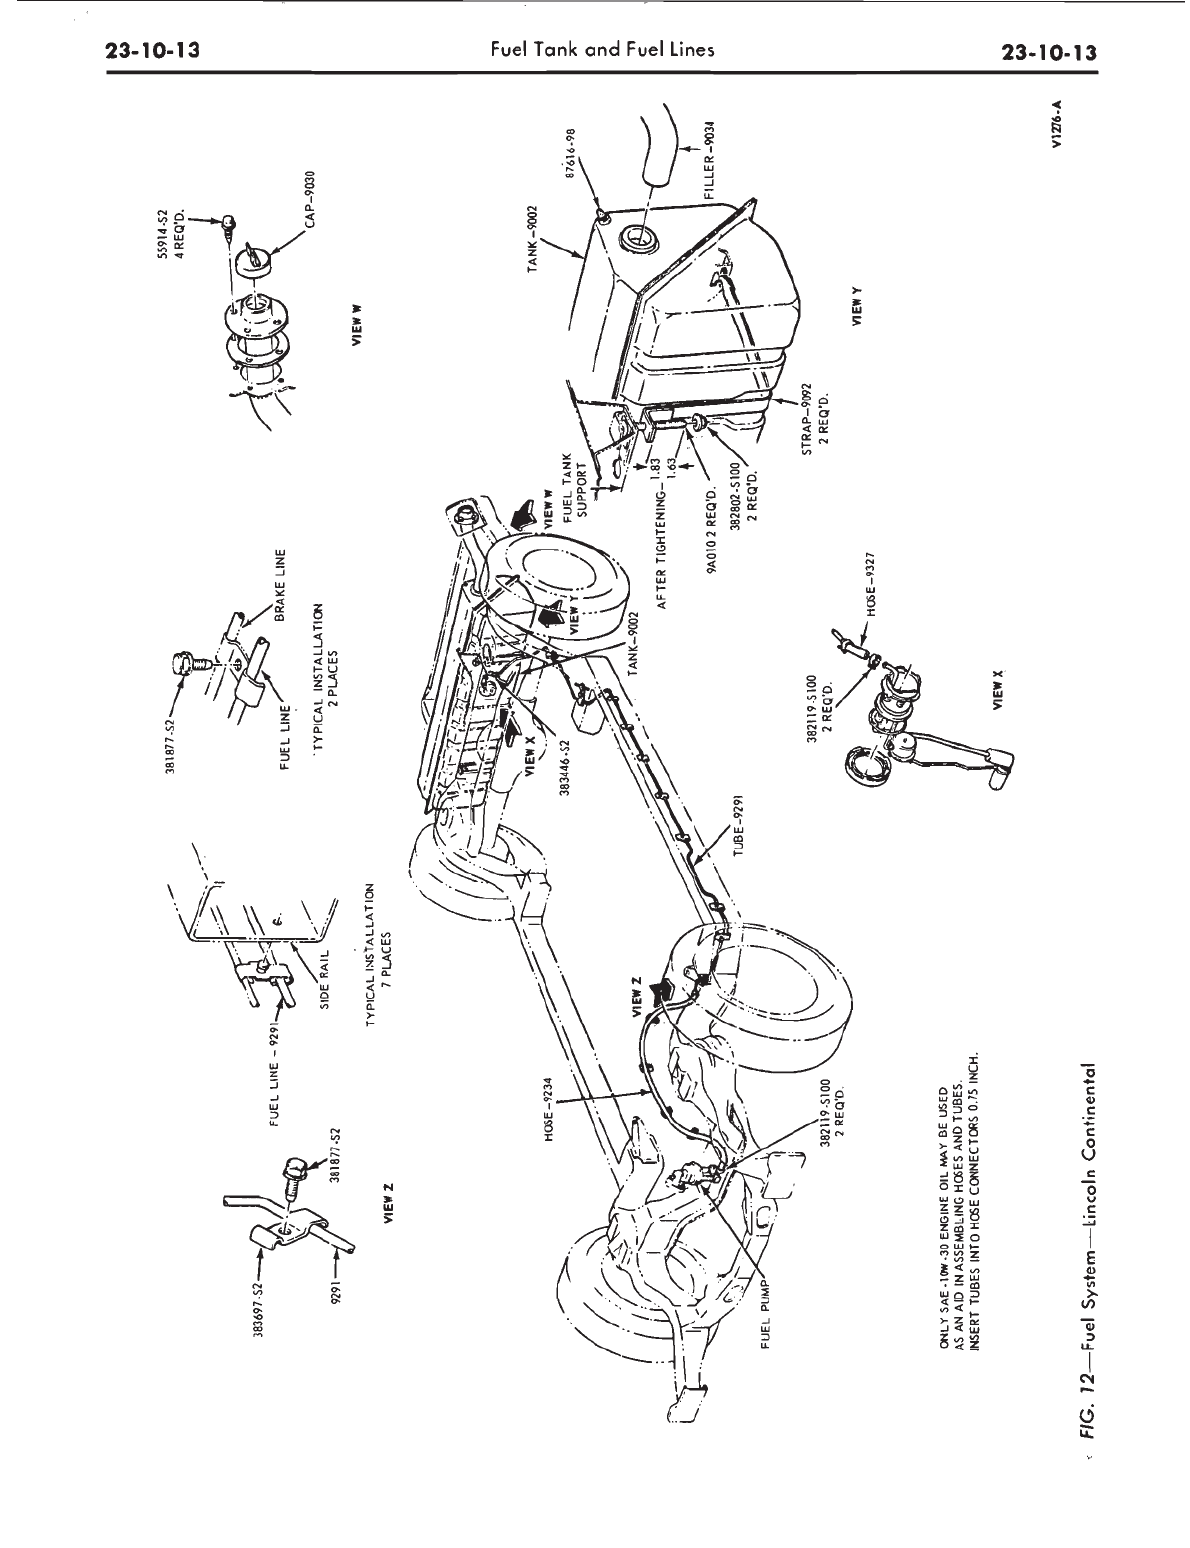 23-10-13
Fuel Tank and Fuel Lines
23-10-13
383697-S2
9291
381877-S2
VIEW Z
FUEL LINE - 9291
SIDE RAIL
TYPICAL INSTALLATION
7 PLACES
381877-S2
FUEL LINE
BRAKE LINE
TYPICAL INSTALLATION
2 PLACES
55914-S2
4 REQ'D.
CAP-9030
VIEW W
HOSE-9234
VIEW Z
382119-S100
2 REQ'D.
FUEL PUMP
TUBE-9291
VIEW X
383446-S2
TANK-9002
VIEW Y
VIEW W
TANK-9002
87616-98
FILLER-9034
FUEL TANK
SUPPORT
AFTER TIGHTENING-
1.83
1.63
9A010 2 REQ'D.
382802-S100
2 REQ'D.
STRAP-9092
2 REQ'D.
VIEW Y
382119-S100
2 REQ'D.
HOSE-9327
VIEW X
ONLY SAE-10W-30 ENGINE OIL MAY BE USED
AS AN AID IN ASSEMBLING HOSES AND TUBES.
INSERT TUBES INTO HOSE CONNECTORS 0.75 INCH.
V1276-A
FIG. 12—Fuel System—Lincoln Continental